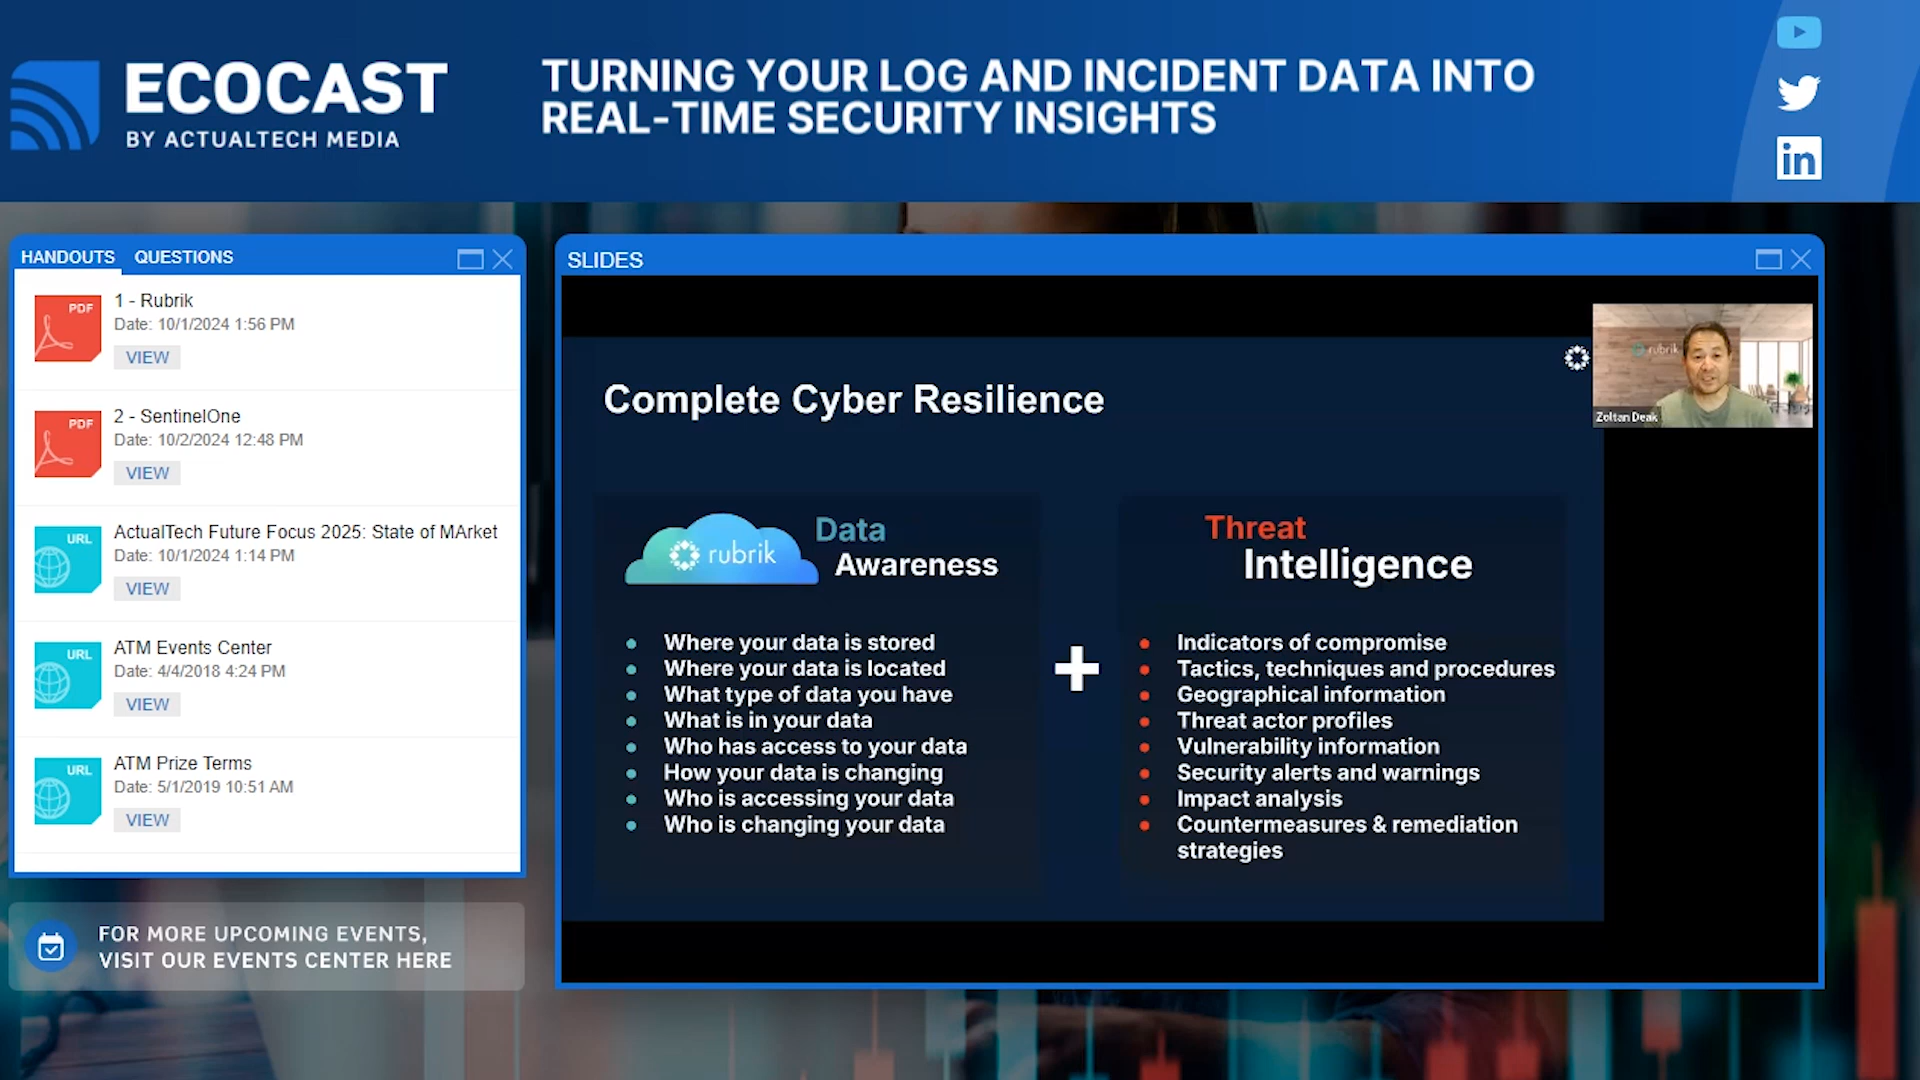 ECOCAST
BY ACTUALTECH MEDIA
TURNING YOUR LOG AND INCIDENT DATA INTO
REAL-TIME SECURITY INSIGHTS
in
HANDOUTS QUESTIONS
PDF
1 - Rubrik
Date: 10/1/2024 1:56 PM
VIEW
PDF
2 - SentinelOne
Date: 10/2/2024 12:48 PM
VIEW
URL
ActualTech Future Focus 2025: State of MArket
Date: 10/1/2024 1:14 PM
VIEW
URL
ATM Events Center
Date: 4/4/2018 4:24 PM
VIEW
URL
ATM Prize Terms
Date: 5/1/2019 10:51 AM
VIEW
FOR MORE UPCOMING EVENTS,
VISIT OUR EVENTS CENTER HERE
SLIDES
rubrik
Zoltan Deak
Complete Cyber Resilience
rubrik
Data
Awareness
Where your data is stored
Where your data is located
What type of data you have
What is in your data
Who has access to your data
How your data is changing
Who is accessing your data
Who is changing your data
+
Threat
Intelligence
Indicators of compromise
Tactics, techniques and procedures
Geographical information
Threat actor profiles
Vulnerability information
Security alerts and warnings
Impact analysis
Countermeasures & remediation
strategies